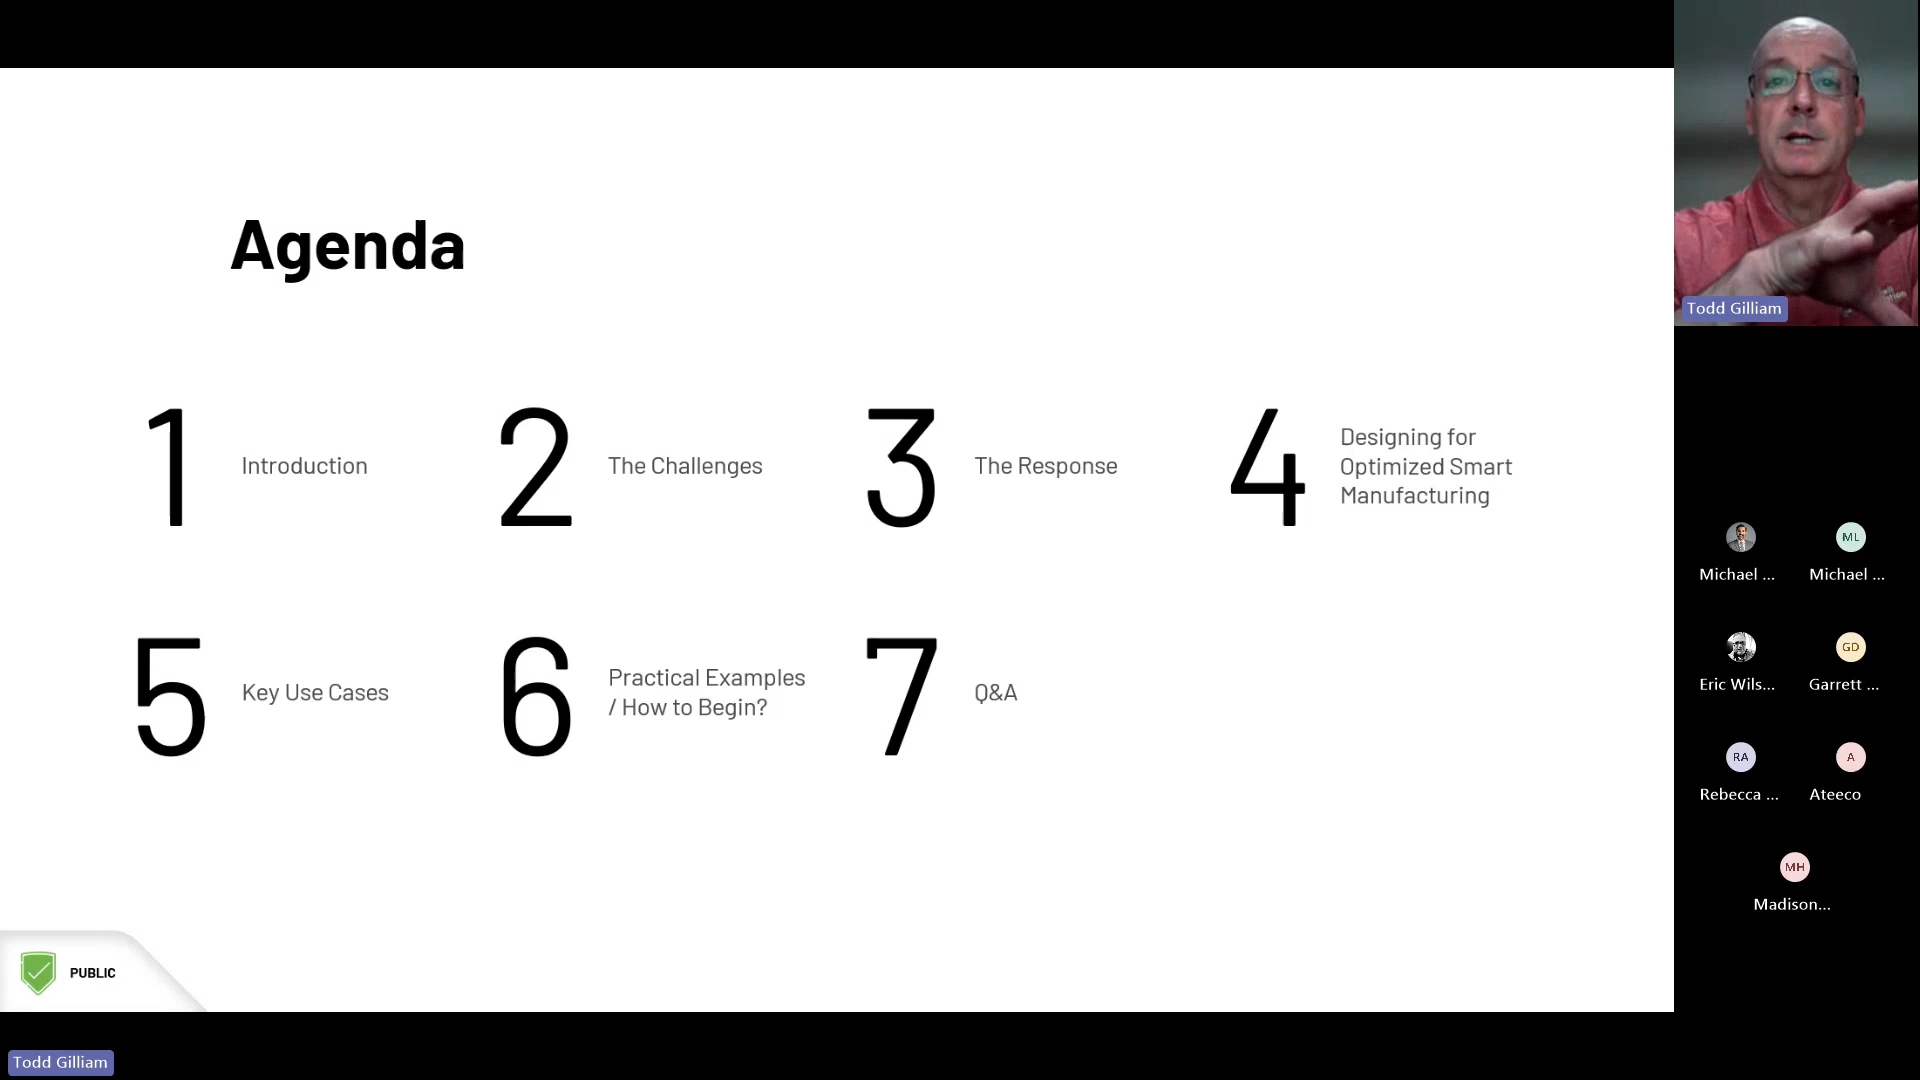 Agenda
1
Introduction
2
The Challenges
3
The Response
4
Designing for
Optimized Smart
Manufacturing
5
Key Use Cases
6
Practical Examples
/ How to Begin?
7
Q&A
PUBLIC
Todd Gilliam
Todd Gilliam
Michael ...
ML
Michael ...
Eric Wils...
GD
Garrett ...
RA
Rebecca ...
A
Ateeco
MH
Madison...